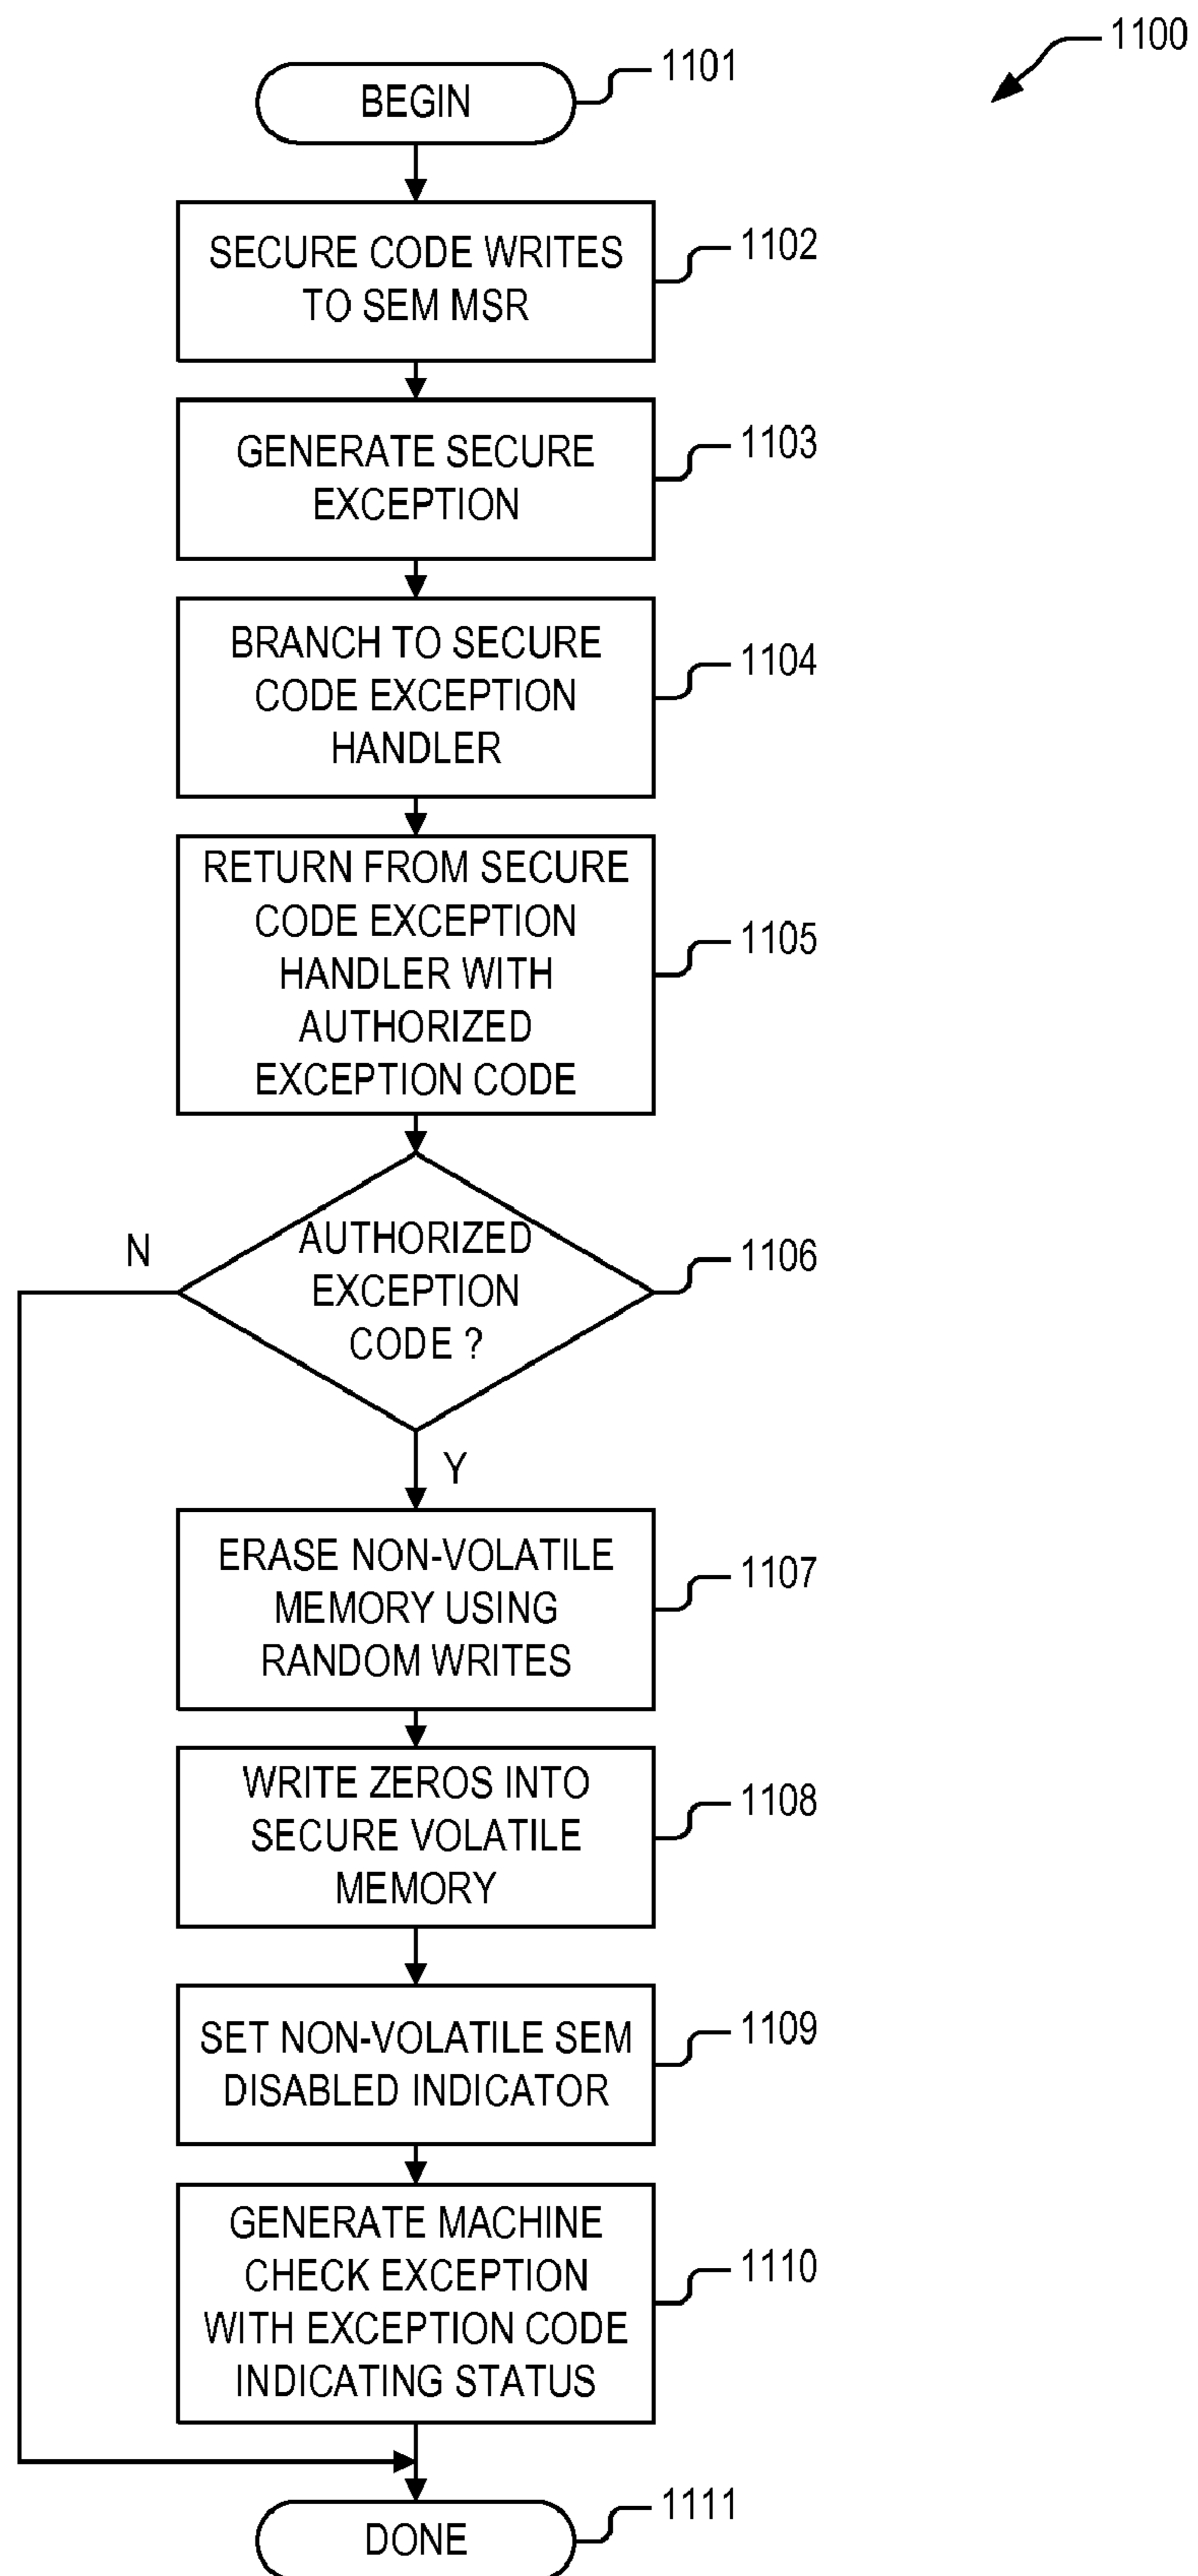 1100
BEGIN
1101
SECURE CODE WRITES
TO SEM MSR
1102
GENERATE SECURE
EXCEPTION
1103
BRANCH TO SECURE
CODE EXCEPTION
HANDLER
1104
RETURN FROM SECURE
CODE EXCEPTION
HANDLER WITH
AUTHORIZED
EXCEPTION CODE
1105
AUTHORIZED
EXCEPTION
CODE ?
1106
N
Y
ERASE NON-VOLATILE
MEMORY USING
RANDOM WRITES
1107
WRITE ZEROS INTO
SECURE VOLATILE
MEMORY
1108
SET NON-VOLATILE SEM
DISABLED INDICATOR
1109
GENERATE MACHINE
CHECK EXCEPTION
WITH EXCEPTION CODE
INDICATING STATUS
1110
DONE
1111